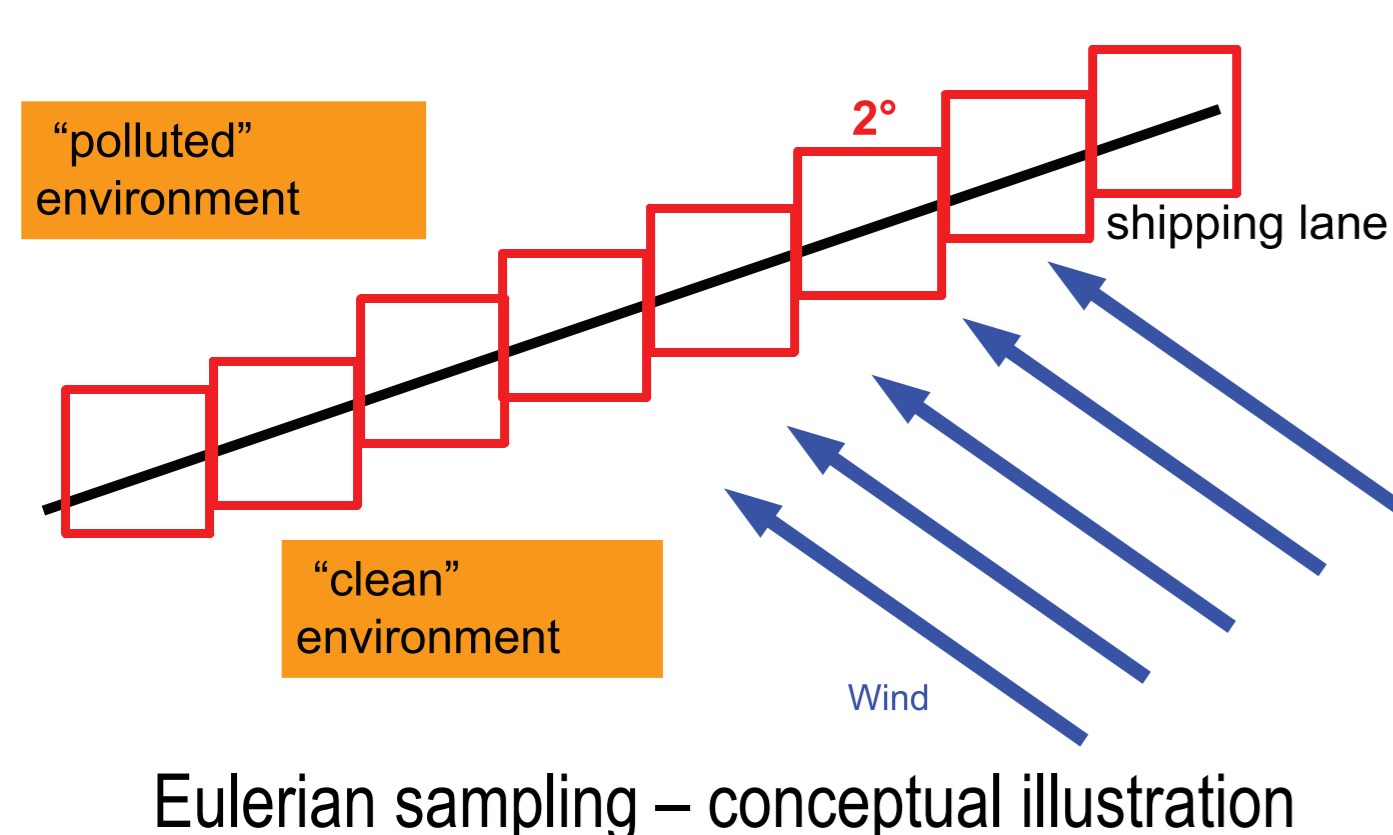 “polluted”
environment
2°
shipping lane
“clean”
environment
Wind
Eulerian sampling – conceptual illustration